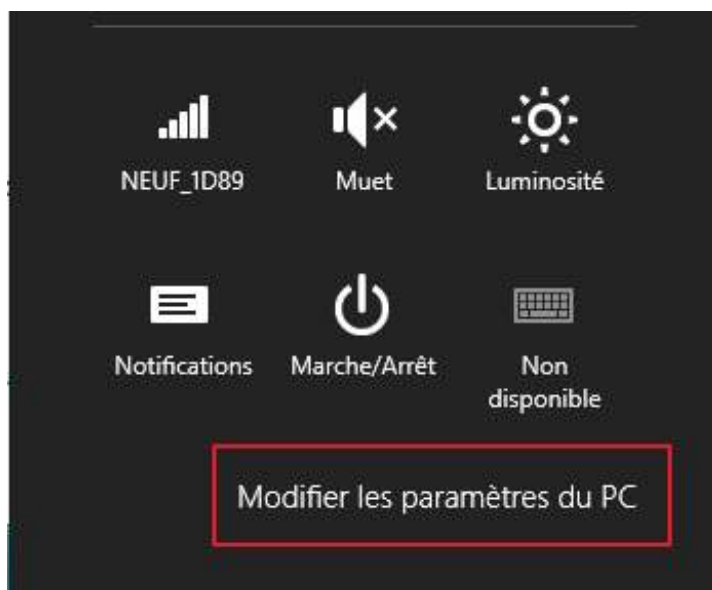 NEUF_1D89
Muet
Luminosité
Notifications
Marche/Arrêt
Non
disponible
Modifier les paramètres du PC